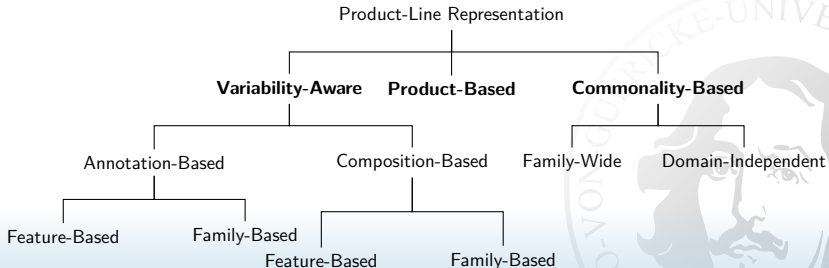 Product-Line Representation
Variability-Aware
Product-Based
Commonality-Based
Annotation-Based
Composition-Based
Family-Wide
Domain-Independent
Feature-Based
Family-Based
Feature-Based
Family-Based